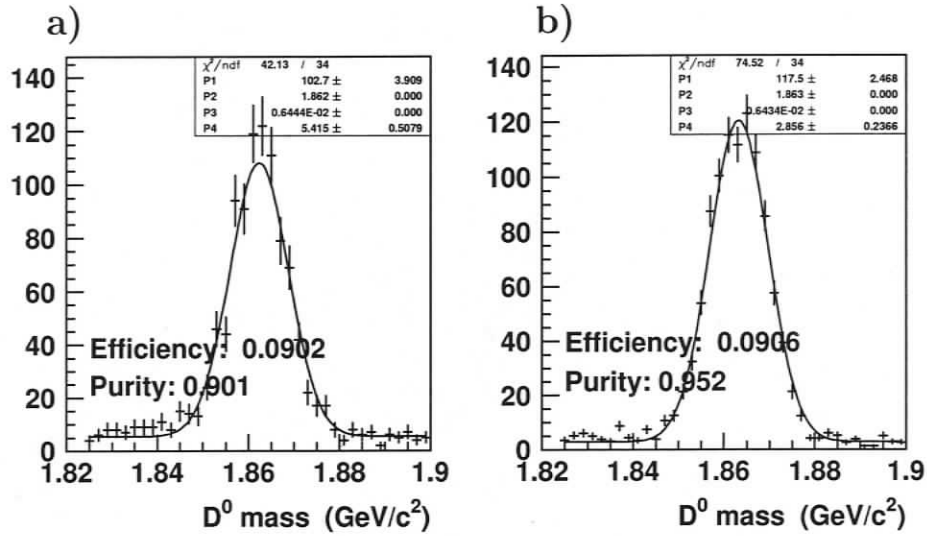 a)
χ²/ndf 42.13 / 34
P1 102.7 ± 3.909
P2 1.862 ± 0.000
P3 0.6444E-02 ± 0.000
P4 5.415 ± 0.5079
140
120
100
80
60
40
20
0
Efficiency: 0.0902
Purity: 0.901
1.82 1.84 1.86 1.88 1.9
D⁰ mass (GeV/c²)
b)
χ²/ndf 74.52 / 34
P1 117.5 ± 2.468
P2 1.863 ± 0.000
P3 0.6434E-02 ± 0.000
P4 2.856 ± 0.2366
140
120
100
80
60
40
20
0
Efficiency: 0.0906
Purity: 0.952
1.82 1.84 1.86 1.88 1.9
D⁰ mass (GeV/c²)